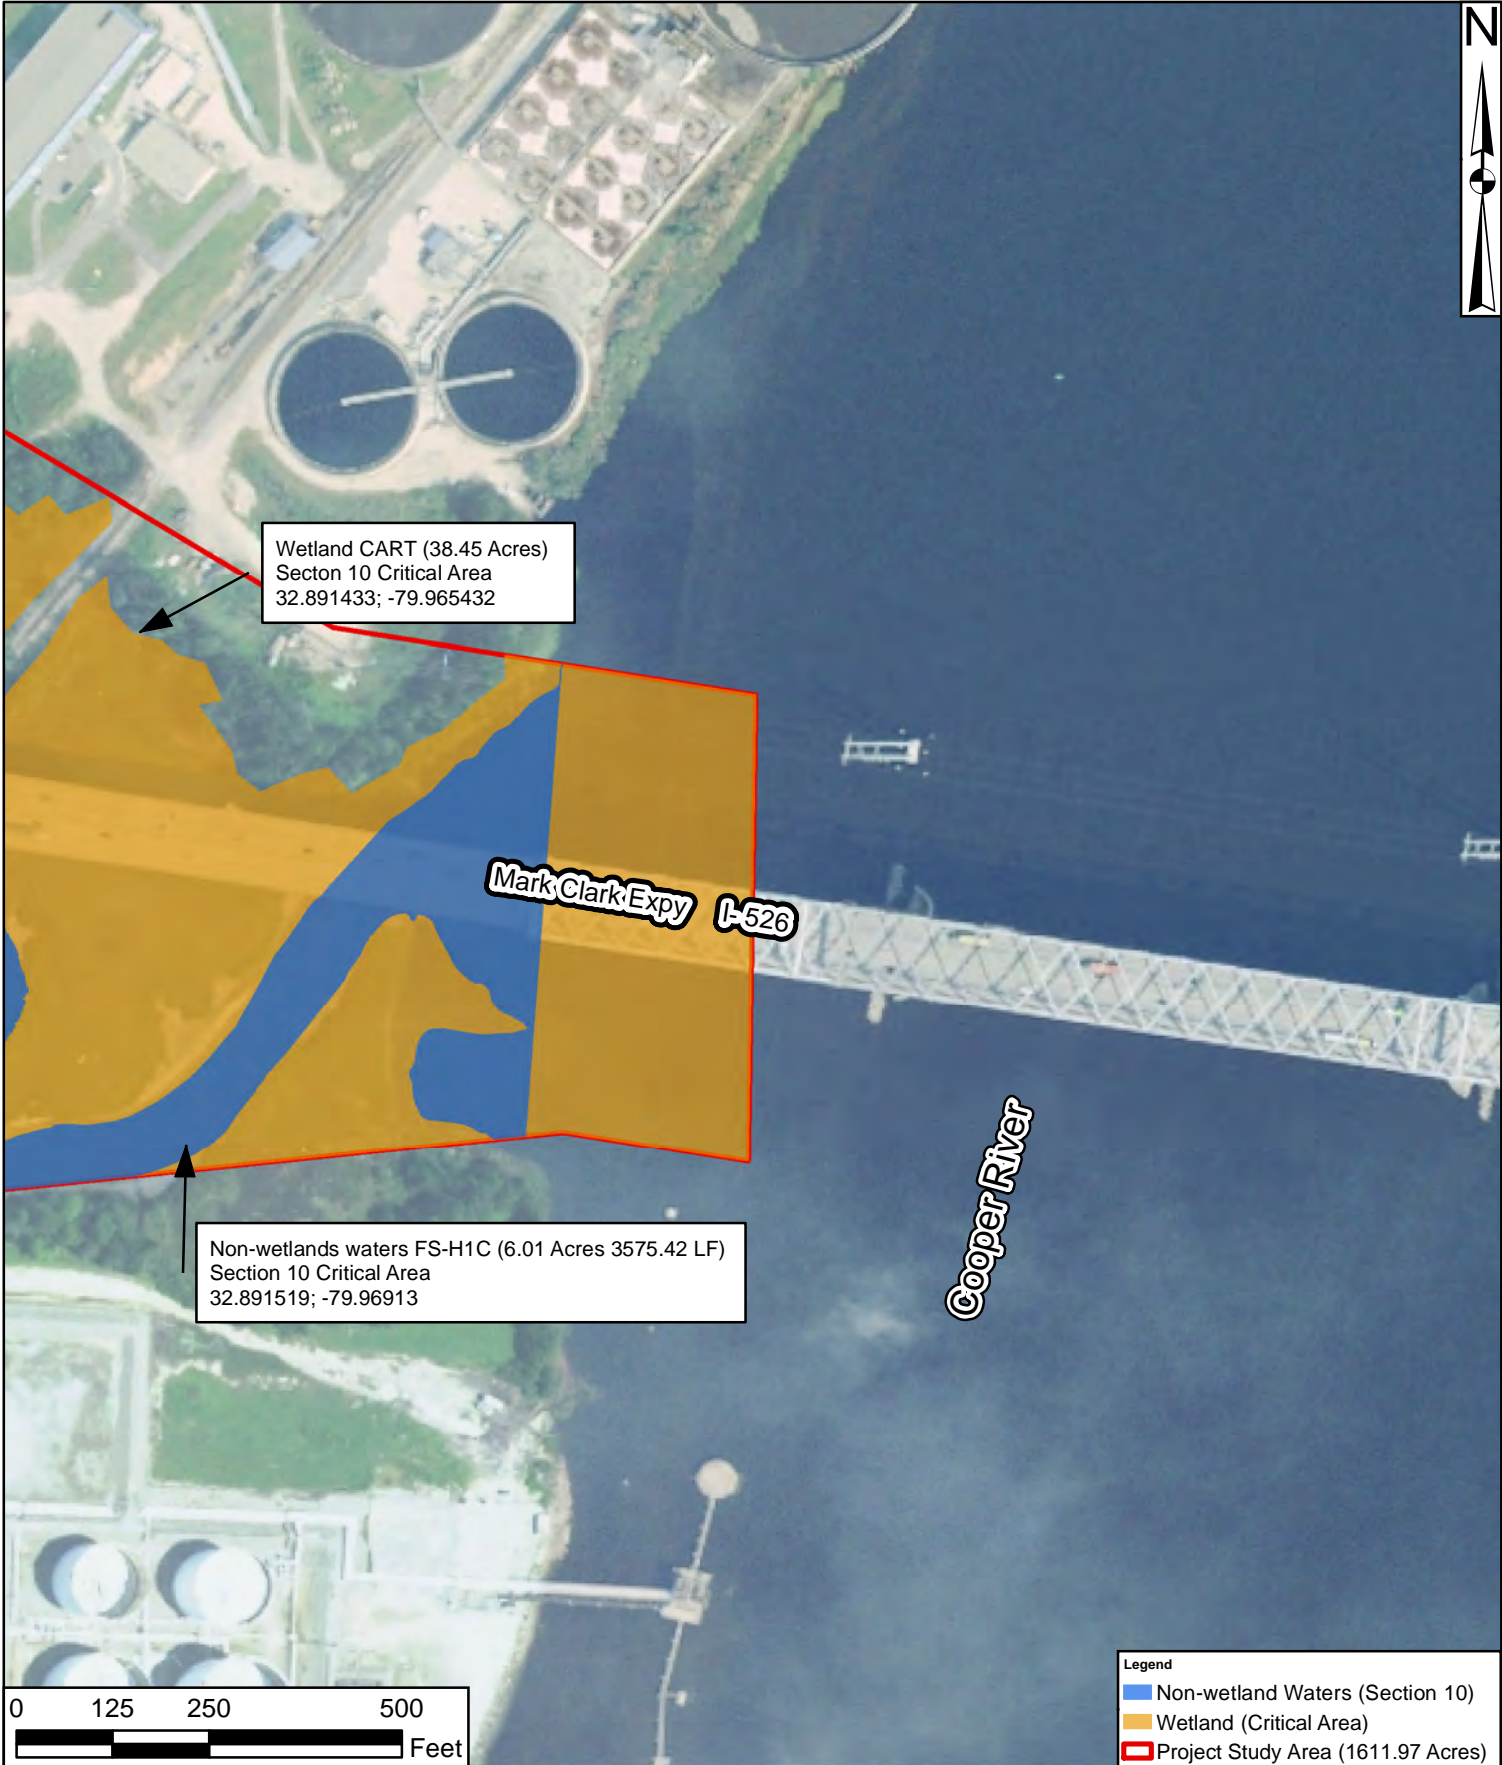 N
Wetland CART (38.45 Acres)
Secton 10 Critical Area
32.891433; -79.965432
Mark Clark Expy
I-526
Cooper River
Non-wetlands waters FS-H1C (6.01 Acres 3575.42 LF)
Section 10 Critical Area
32.891519; -79.96913
0 125 250 500
Feet
Legend
Non-wetland Waters (Section 10)
Wetland (Critical Area)
Project Study Area (1611.97 Acres)